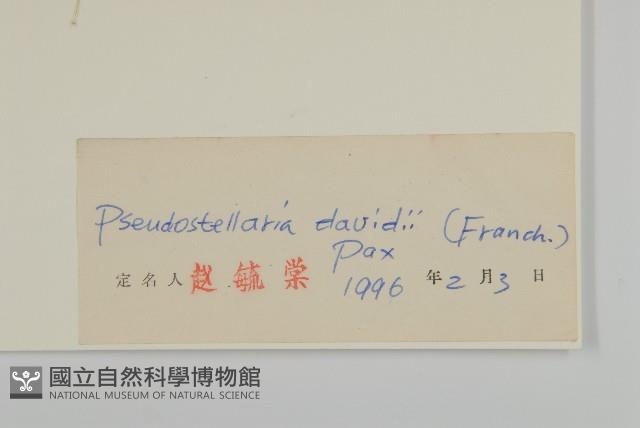 Pseudostellaria davidii (Franch.)
Pax
定名人 赵毓棠 1996 年 2 月 3 日
國立自然科學博物館
NATIONAL MUSEUM OF NATURAL SCIENCE